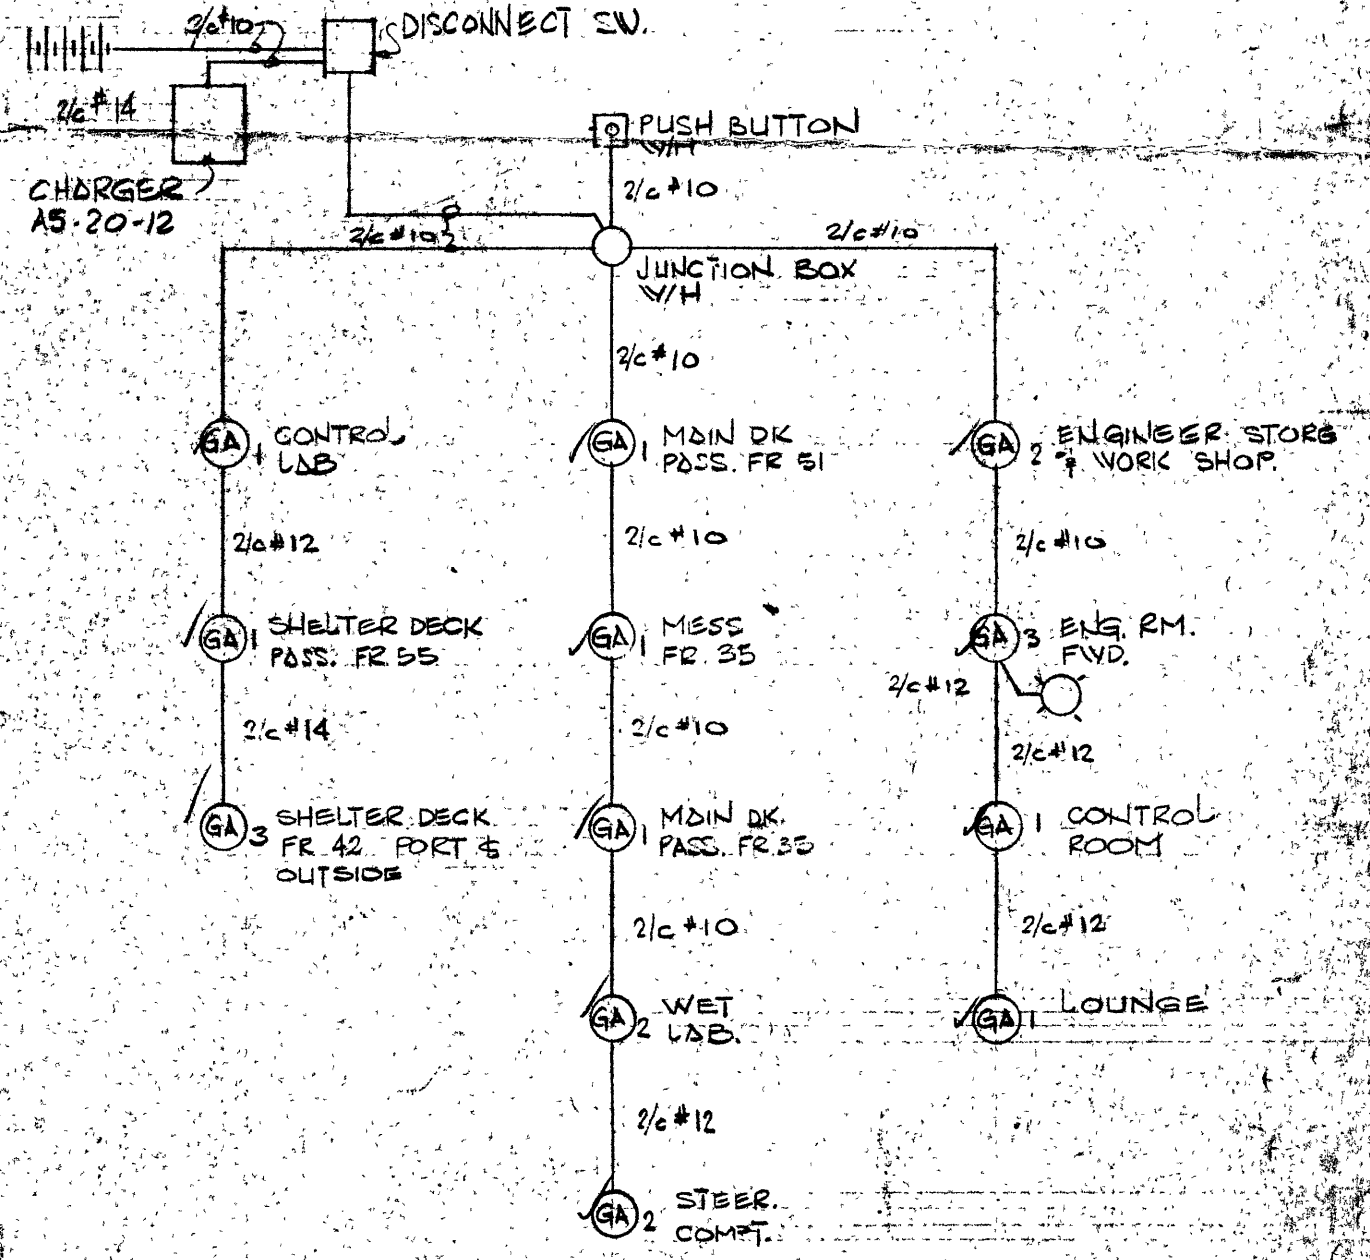 2/c #10
DISCONNECT SW.
2/c #14
PUSH BUTTON
W/H
CHARGER
A5-20-12
2/c #10
2/c #10
2/c #10
JUNCTION BOX
W/H
2/c #10
GA 1 CONTROL
LAB
GA 1 MAIN DK
PASS. FR 51
GA 2 ENGINEER STORE
& WORK SHOP.
2/c #12
2/c #10
2/c #10
GA 1 SHELTER DECK
PASS. FR 55
GA 1 MESS
FR 35
GA 3 ENG. RM.
FWD.
2/c #12
2/c #14
2/c #10
2/c #12
GA 3 SHELTER DECK
FR 42 PORT &
OUTSIDE
GA 1 MAIN DK.
PASS. FR 35
GA 1 CONTROL
ROOM
2/c #10
2/c #12
GA 2 WET
LAB.
GA 1 LOUNGE
2/c #12
GA 2 STEER.
COMPT.